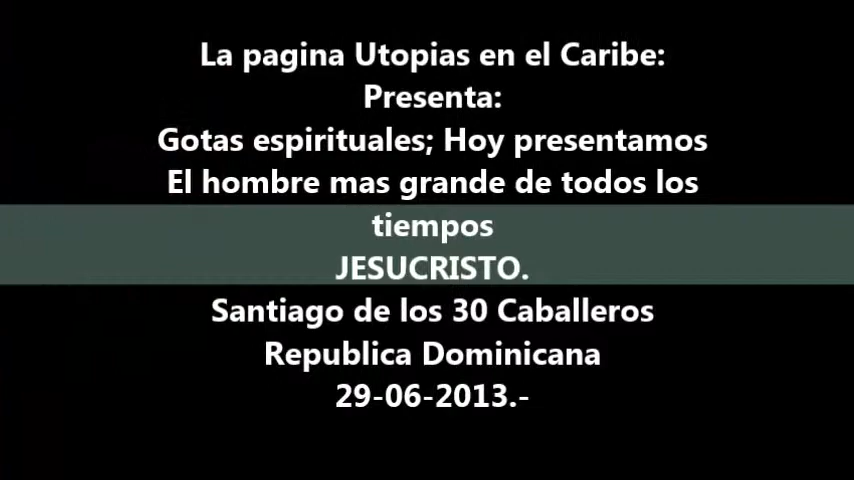 La pagina Utopias en el Caribe:
Presenta:
Gotas espirituales; Hoy presentamos
El hombre mas grande de todos los
tiempos
JESUCRISTO.
Santiago de los 30 Caballeros
Republica Dominicana
29-06-2013.-